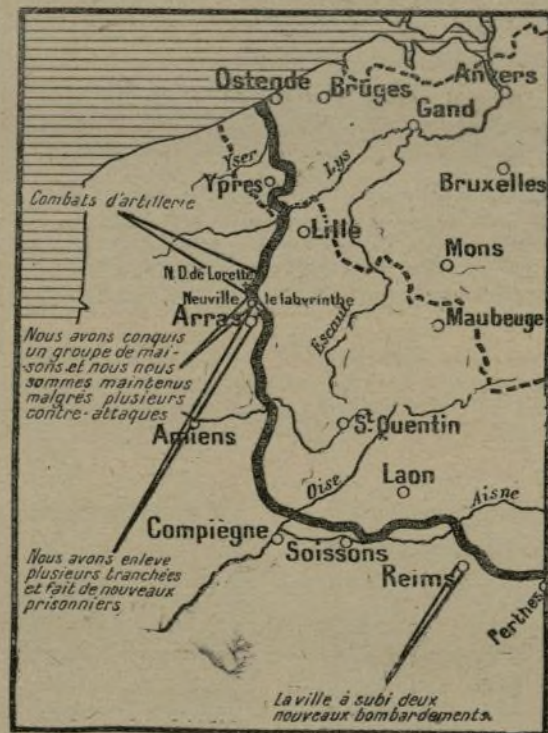 Ostende
Brüges
Anvers
Gand
Yser
Lys
Ypres
Bruxelles
Combats d'artillerie
Lille
Mons
N.D. de Lorette
Neuville le labyrinthe
Arras
Maubeuge
Escaut
Nous avons conquis
un groupe de mai-
sons et nous nous
sommes maintenus
malgrés plusieurs
contre-attaques
Amiens
St Quentin
Oise
Laon
Aisne
Compiègne
Soissons
Reims
Perthes
Nous avons enleve
plusieurs tranchées
et fait de nouveaux
prisonniers
La ville à subi deux
nouveaux bombardements.